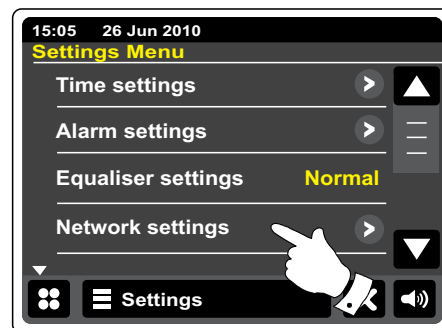 15:05 26 Jun 2010
Settings Menu
Time settings >
Alarm settings >
Equaliser settings Normal
Network settings >
Settings